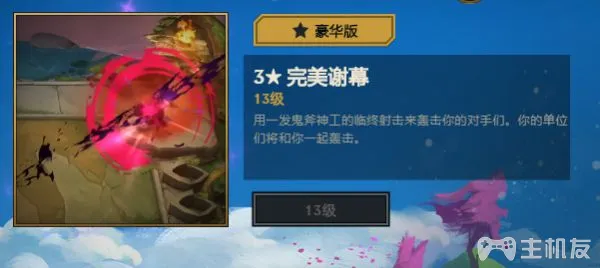 ★ 豪华版
3★ 完美谢幕
13级
用一发鬼斧神工的临终射击来轰击你的对手们。你的单位
们将和你一起轰击。
13级
主机友